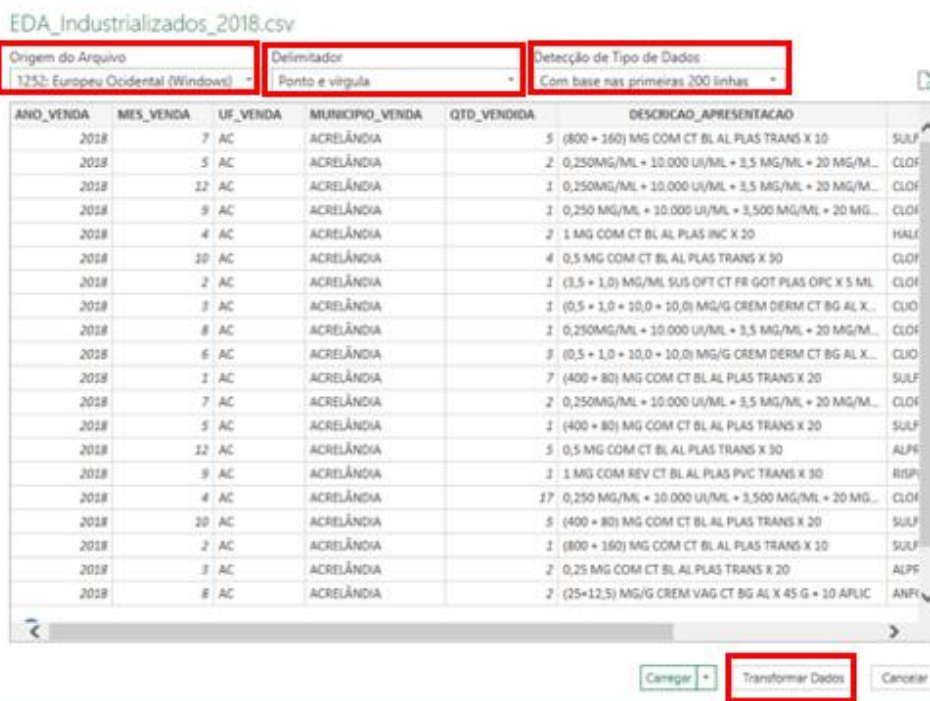 EDA_Industrializados_2018.csv
Origem do Arquivo Delimitador Detecção de Tipo de Dados
1252: Europeu Ocidental (Windows) Ponto e vírgula Com base nas primeiras 200 linhas
ANO_VENDA MES_VENDA UF_VENDA MUNICIPIO_VENDA QTD_VENDIDA DESCRICAO_APRESENTACAO
2018 7 AC ACRELÂNDIA 5 (800 + 160) MG COM CT BL AL PLAS TRANS X 10 SULF
2018 5 AC ACRELÂNDIA 2 0,250MG/ML + 10.000 UI/ML + 3,5 MG/ML + 20 MG/M... CLOF
2018 12 AC ACRELÂNDIA 1 0,250MG/ML + 10.000 UI/ML + 3,5 MG/ML + 20 MG/M... CLOF
2018 9 AC ACRELÂNDIA 1 0,250 MG/ML + 10.000 UI/ML + 3,500 MG/ML + 20 MG... CLOF
2018 4 AC ACRELÂNDIA 2 1 MG COM CT BL AL PLAS INC X 20 HALC
2018 10 AC ACRELÂNDIA 4 0,5 MG COM CT BL AL PLAS TRANS X 30 CLOF
2018 2 AC ACRELÂNDIA 1 (3,5 + 1,0) MG/ML SUS OFT CT FR GOT PLAS OPC X 5 ML CLOF
2018 3 AC ACRELÂNDIA 1 (0,5 + 1,0 + 10,0 + 10,0) MG/G CREM DERM CT BG AL X... CLIO
2018 8 AC ACRELÂNDIA 1 0,250MG/ML + 10.000 UI/ML + 3,5 MG/ML + 20 MG/M... CLOF
2018 6 AC ACRELÂNDIA 3 (0,5 + 1,0 + 10,0 + 10,0) MG/G CREM DERM CT BG AL X... CLIO
2018 1 AC ACRELÂNDIA 7 (400 + 80) MG COM CT BL AL PLAS TRANS X 20 SULF
2018 7 AC ACRELÂNDIA 2 0,250MG/ML + 10.000 UI/ML + 3,5 MG/ML + 20 MG/M... CLOF
2018 5 AC ACRELÂNDIA 1 (400 + 80) MG COM CT BL AL PLAS TRANS X 20 SULF
2018 12 AC ACRELÂNDIA 5 0,5 MG COM CT BL AL PLAS TRANS X 30 ALPR
2018 9 AC ACRELÂNDIA 1 1 MG COM REV CT BL AL PLAS PVC TRANS X 30 RISP
2018 4 AC ACRELÂNDIA 17 0,250 MG/ML + 10.000 UI/ML + 3,500 MG/ML + 20 MG... CLOF
2018 10 AC ACRELÂNDIA 5 (400 + 80) MG COM CT BL AL PLAS TRANS X 20 SULF
2018 2 AC ACRELÂNDIA 1 (800 + 160) MG COM CT BL AL PLAS TRANS X 10 SULF
2018 3 AC ACRELÂNDIA 2 0,25 MG COM CT BL AL PLAS TRANS X 20 ALPR
2018 8 AC ACRELÂNDIA 2 (25+12,5) MG/G CREM VAG CT BG AL X 45 G + 10 APLIC ANFC
Carregar Transformar Dados Cancelar